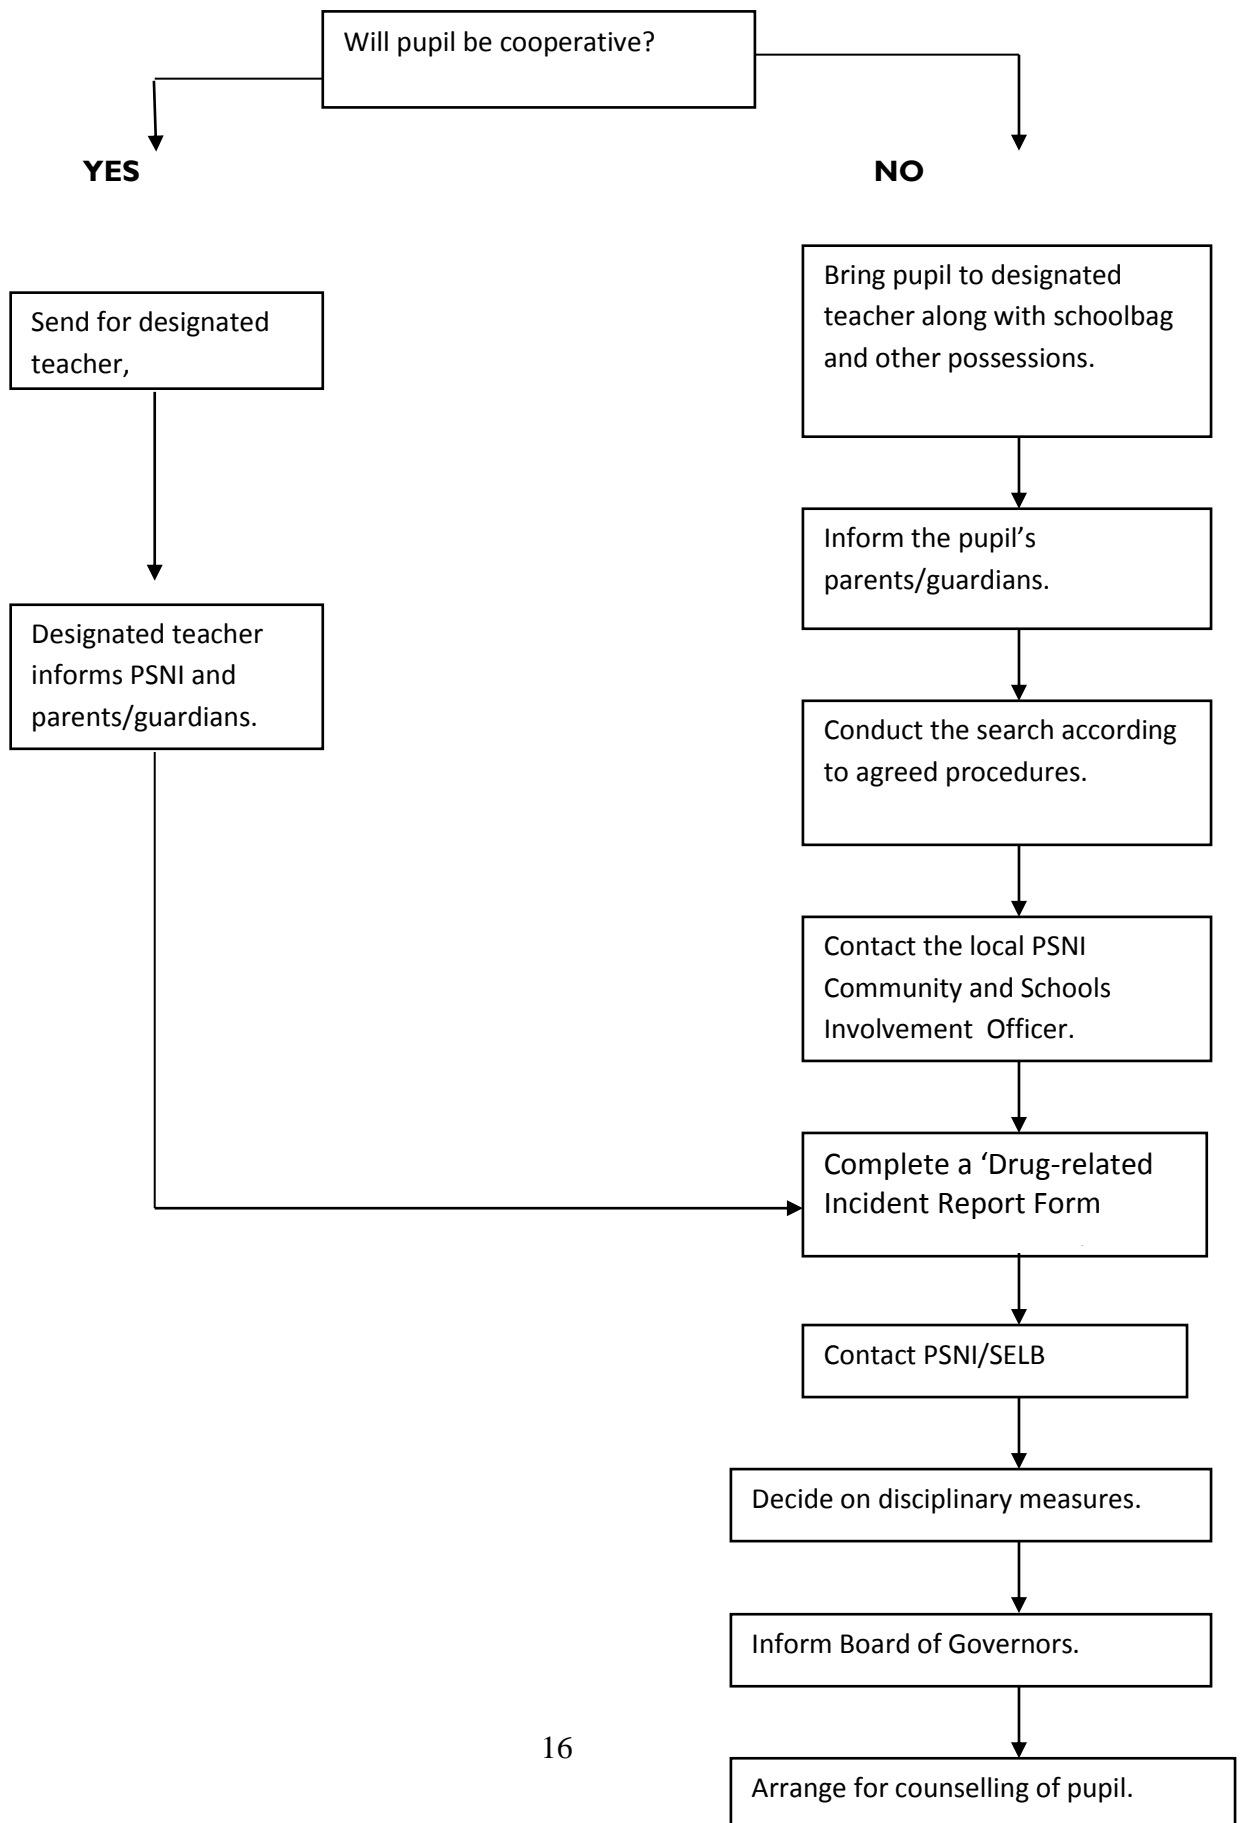 Will pupil be cooperative?
YES
NO
Send for designated
teacher,
Bring pupil to designated
teacher along with schoolbag
and other possessions.
Inform the pupil’s
parents/guardians.
Designated teacher
informs PSNI and
parents/guardians.
Conduct the search according
to agreed procedures.
Contact the local PSNI
Community and Schools
Involvement Officer.
Complete a ‘Drug-related
Incident Report Form
Contact PSNI/SELB
Decide on disciplinary measures.
Inform Board of Governors.
16
Arrange for counselling of pupil.